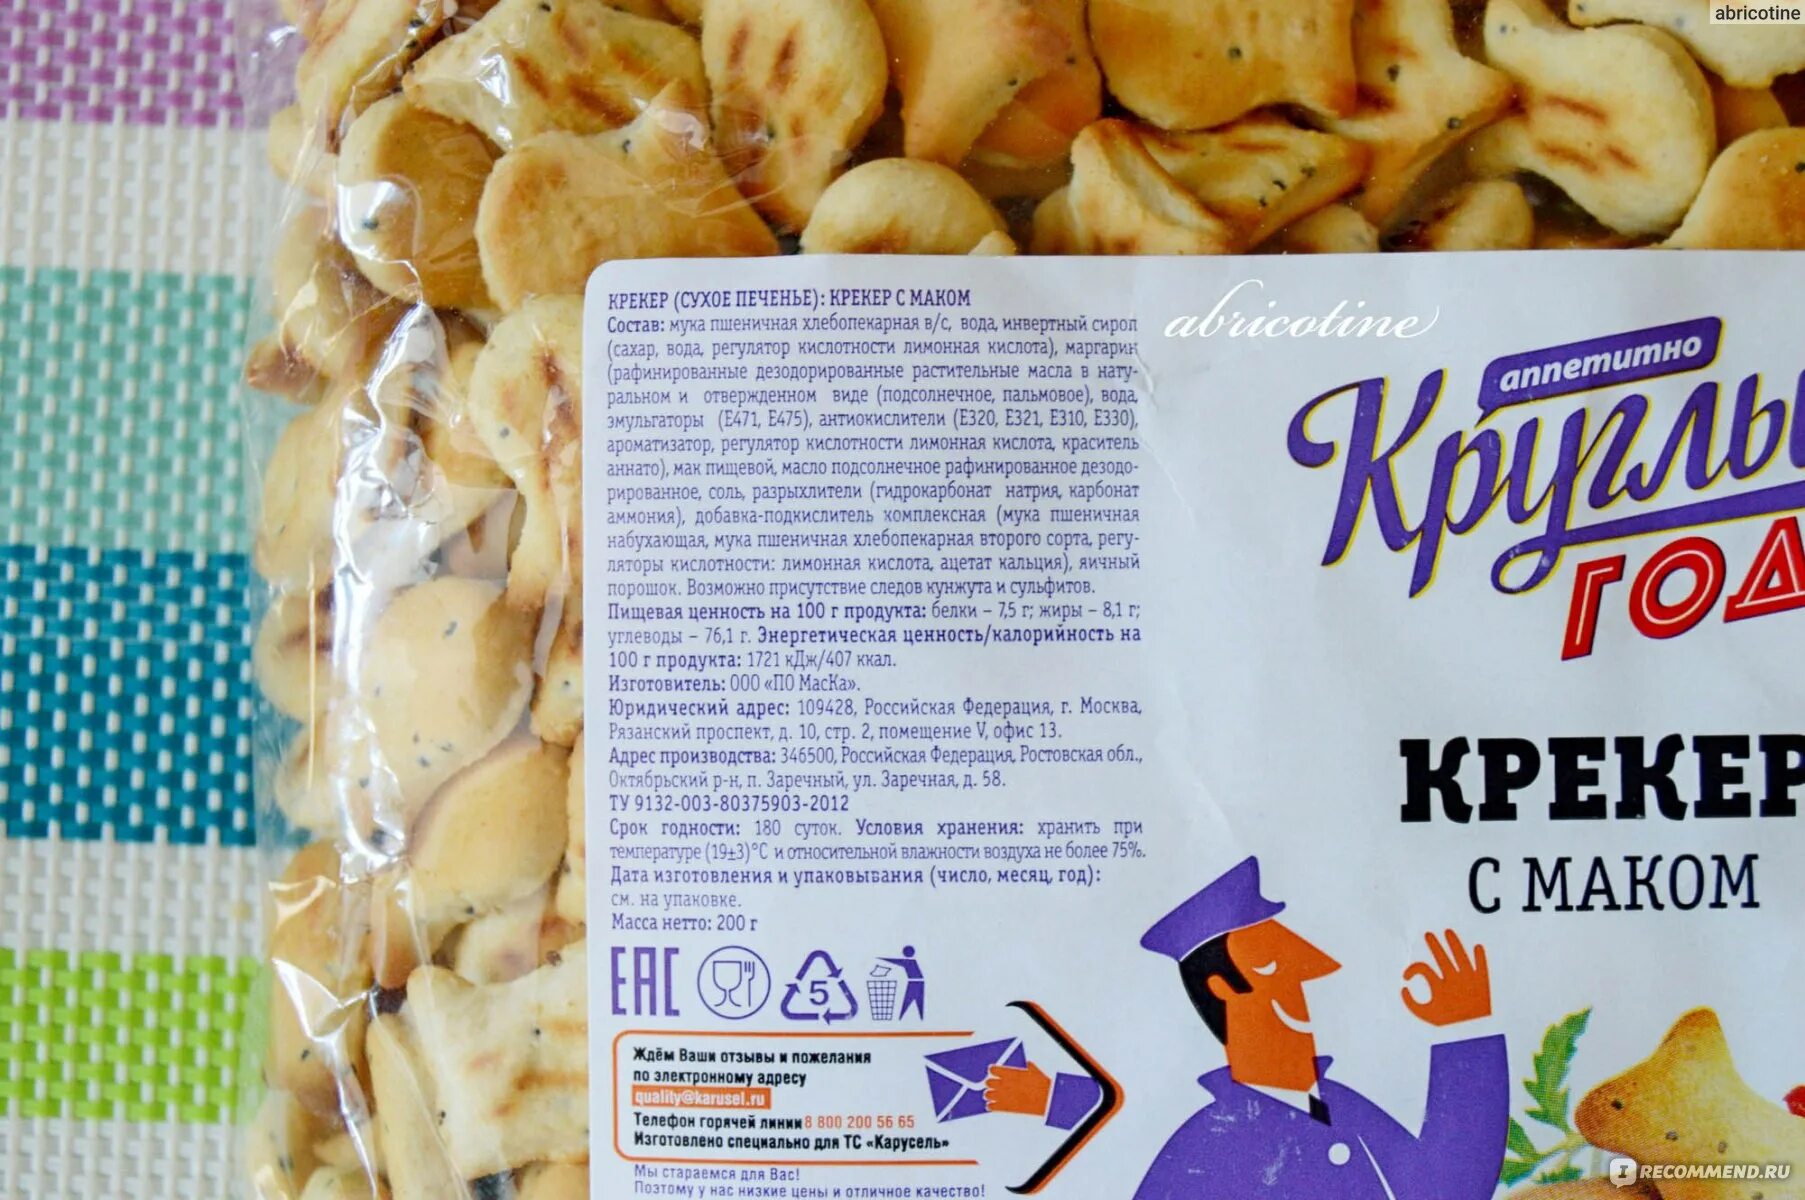 abricotine
КРЕКЕР (СУХОЕ ПЕЧЕНЬЕ): КРЕКЕР С МАКОМ
Состав: мука пшеничная хлебопекарная в/с, вода, инвертный сироп
(сахар, вода, регулятор кислотности лимонная кислота), маргарин
(рафинированные дезодорированные растительные масла в нату-
ральном и отвержденном виде (подсолнечное, пальмовое), вода,
эмульгаторы (Е471, Е475), антиокислители (Е320, Е321, Е310, Е330),
ароматизатор, регулятор кислотности лимонная кислота, краситель
аннато), мак пищевой, масло подсолнечное рафинированное дезодо-
рированное, соль, разрыхлители (гидрокарбонат натрия, карбонат
аммония), добавка-подкислитель комплексная (мука пшеничная
набухающая, мука пшеничная хлебопекарная второго сорта, регу-
ляторы кислотности: лимонная кислота, ацетат кальция), яичный
порошок. Возможно присутствие следов кунжута и сульфитов.
Пищевая ценность на 100 г продукта: белки – 7,5 г; жиры – 8,1 г;
углеводы – 76,1 г. Энергетическая ценность/калорийность на
100 г продукта: 1721 кДж/407 ккал.
Изготовитель: ООО «ПО МасКа».
Юридический адрес: 109428, Российская Федерация, г. Москва,
Рязанский проспект, д. 10, стр. 2, помещение V, офис 13.
Адрес производства: 346500, Российская Федерация, Ростовская обл.,
Октябрьский р-н, п. Заречный, ул. Заречная, д. 58.
ТУ 9132-003-80375903-2012
Срок годности: 180 суток. Условия хранения: хранить при
температуре (19±3)°С и относительной влажности воздуха не более 75%.
Дата изготовления и упаковывания (число, месяц, год):
см. на упаковке.
Масса нетто: 200 г
ЕАС
5
Ждём Ваши отзывы и пожелания
по электронному адресу
quality@karusel.ru
Телефон горячей линии 8 800 200 56 65
Изготовлено специально для ТС «Карусель»
Мы стараемся для Вас!
Поэтому у нас низкие цены и отличное качество!
abricotine
аппетитно
Круглы
ГОД
КРЕКЕР
С МАКОМ
IRECOMMEND.RU